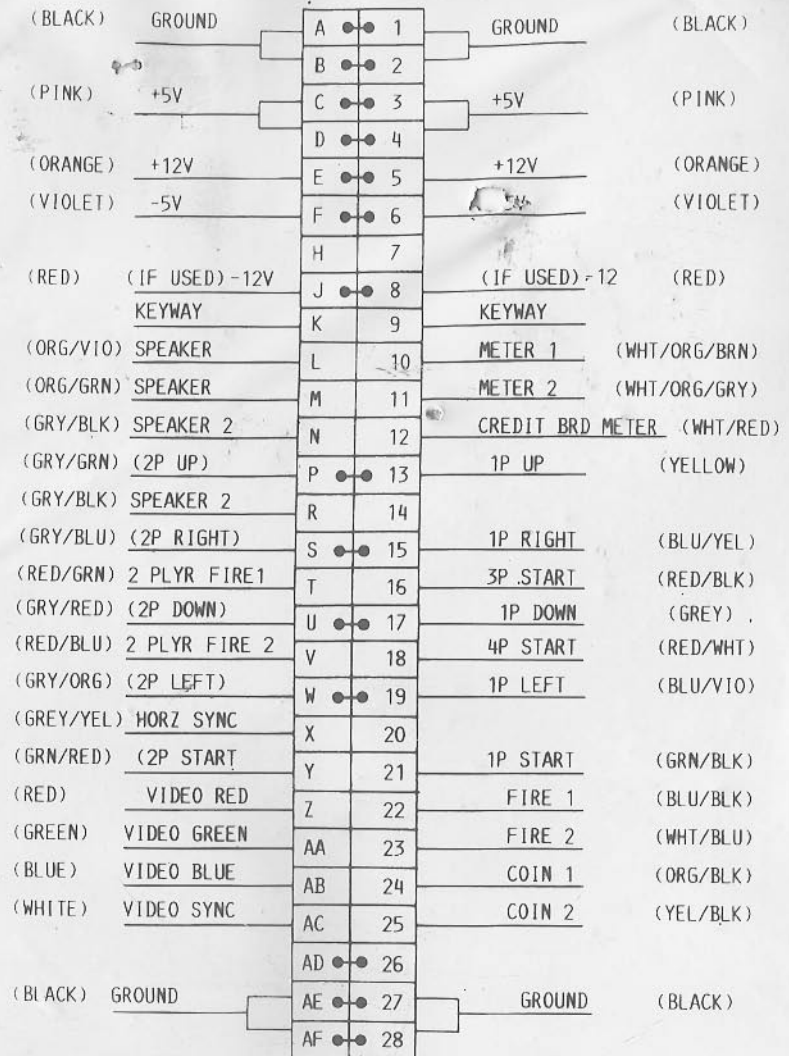 (BLACK) GROUND A 1 GROUND (BLACK)
B 2
(PINK) +5V C 3 +5V (PINK)
D 4
(ORANGE) +12V E 5 +12V (ORANGE)
(VIOLET) -5V F 6 (VIOLET)
H 7
(RED) (IF USED)-12V J 8 (IF USED)-12 (RED)
KEYWAY K 9 KEYWAY
(ORG/VIO) SPEAKER L 10 METER 1 (WHT/ORG/BRN)
(ORG/GRN) SPEAKER M 11 METER 2 (WHT/ORG/GRY)
(GRY/BLK) SPEAKER 2 N 12 CREDIT BRD METER (WHT/RED)
(GRY/GRN) (2P UP) P 13 1P UP (YELLOW)
(GRY/BLK) SPEAKER 2 R 14
(GRY/BLU) (2P RIGHT) S 15 1P RIGHT (BLU/YEL)
(RED/GRN) 2 PLYR FIRE1 T 16 3P .START (RED/BLK)
(GRY/RED) (2P DOWN) U 17 1P DOWN (GREY) .
(RED/BLU) 2 PLYR FIRE 2 V 18 4P START (RED/WHT)
(GRY/ORG) (2P LEFT) W 19 1P LEFT (BLU/VIO)
(GREY/YEL) HORZ SYNC X 20
(GRN/RED) (2P START Y 21 1P START (GRN/BLK)
(RED) VIDEO RED Z 22 FIRE 1 (BLU/BLK)
(GREEN) VIDEO GREEN AA 23 FIRE 2 (WHT/BLU)
(BLUE) VIDEO BLUE AB 24 COIN 1 (ORG/BLK)
(WHITE) VIDEO SYNC AC 25 COIN 2 (YEL/BLK)
AD 26
(BLACK) GROUND AE 27 GROUND (BLACK)
AF 28